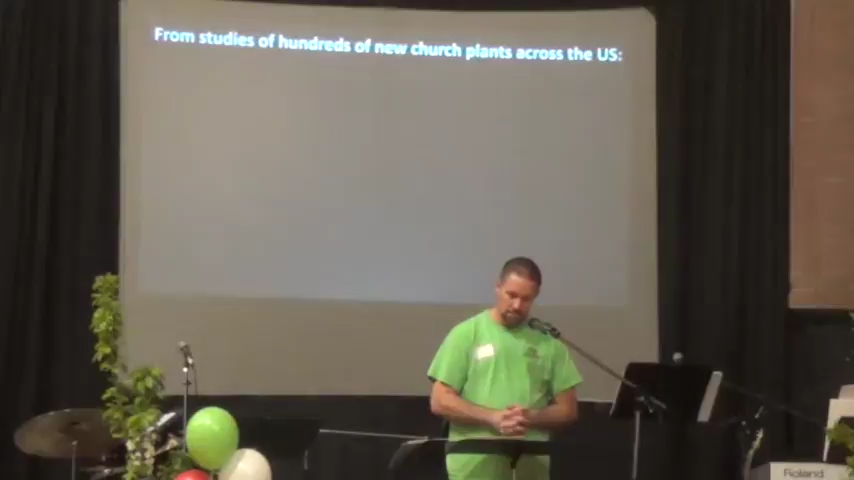 From studies of hundreds of new church plants across the US:
Roland